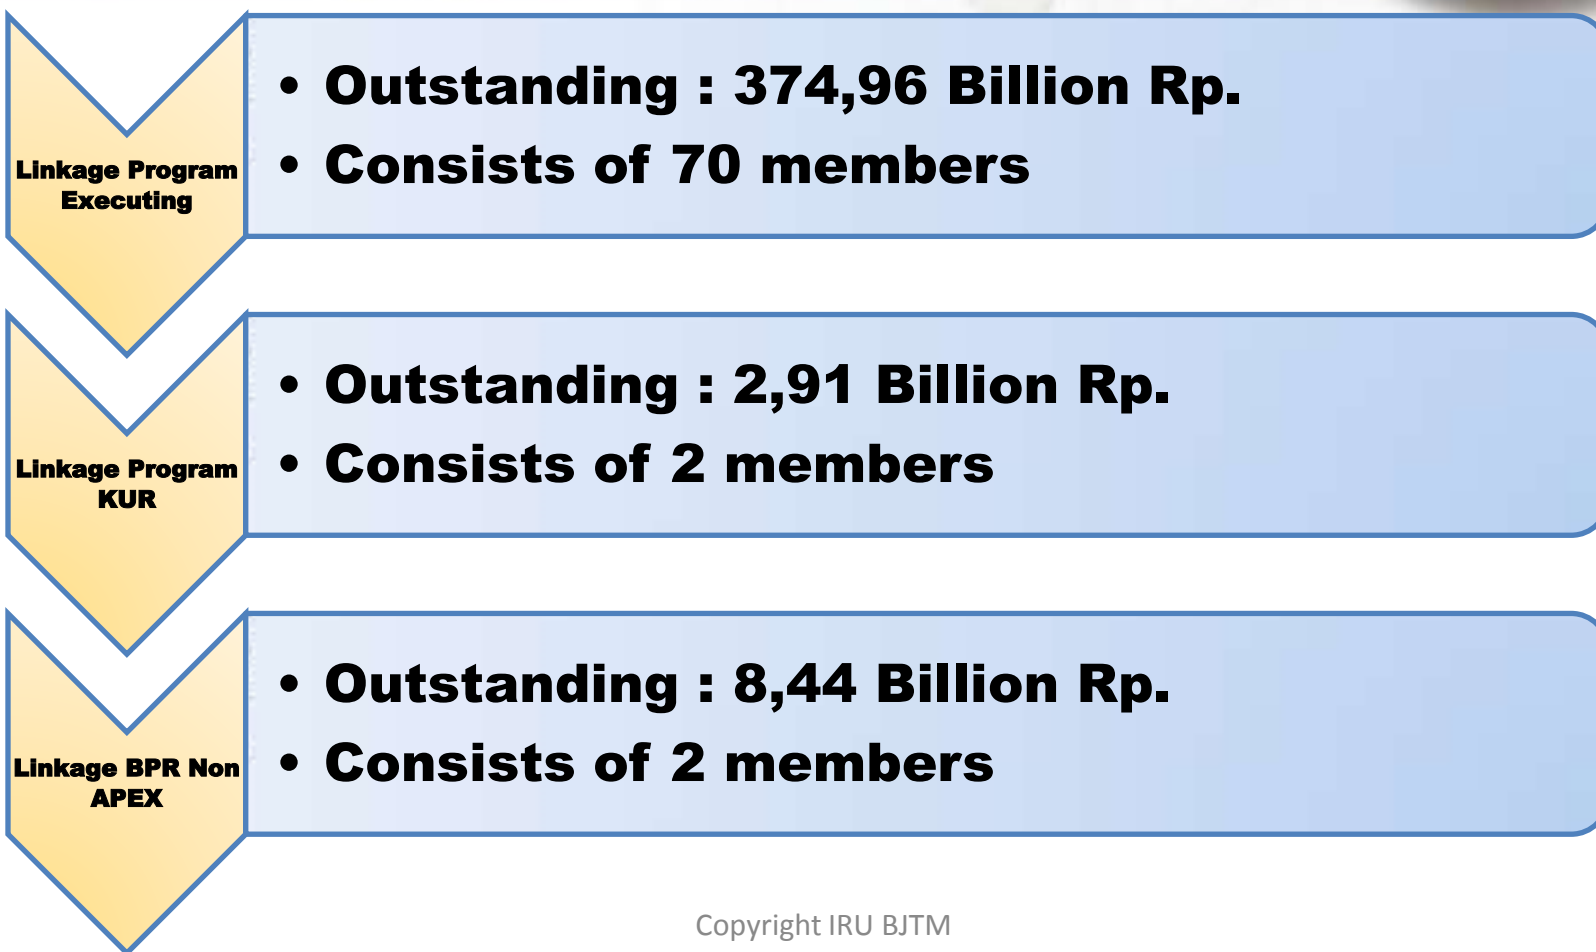 Linkage Program
Executing
• Outstanding : 374,96 Billion Rp.
• Consists of 70 members
Linkage Program
KUR
• Outstanding : 2,91 Billion Rp.
• Consists of 2 members
Linkage BPR Non
APEX
• Outstanding : 8,44 Billion Rp.
• Consists of 2 members
Copyright IRU BJTM